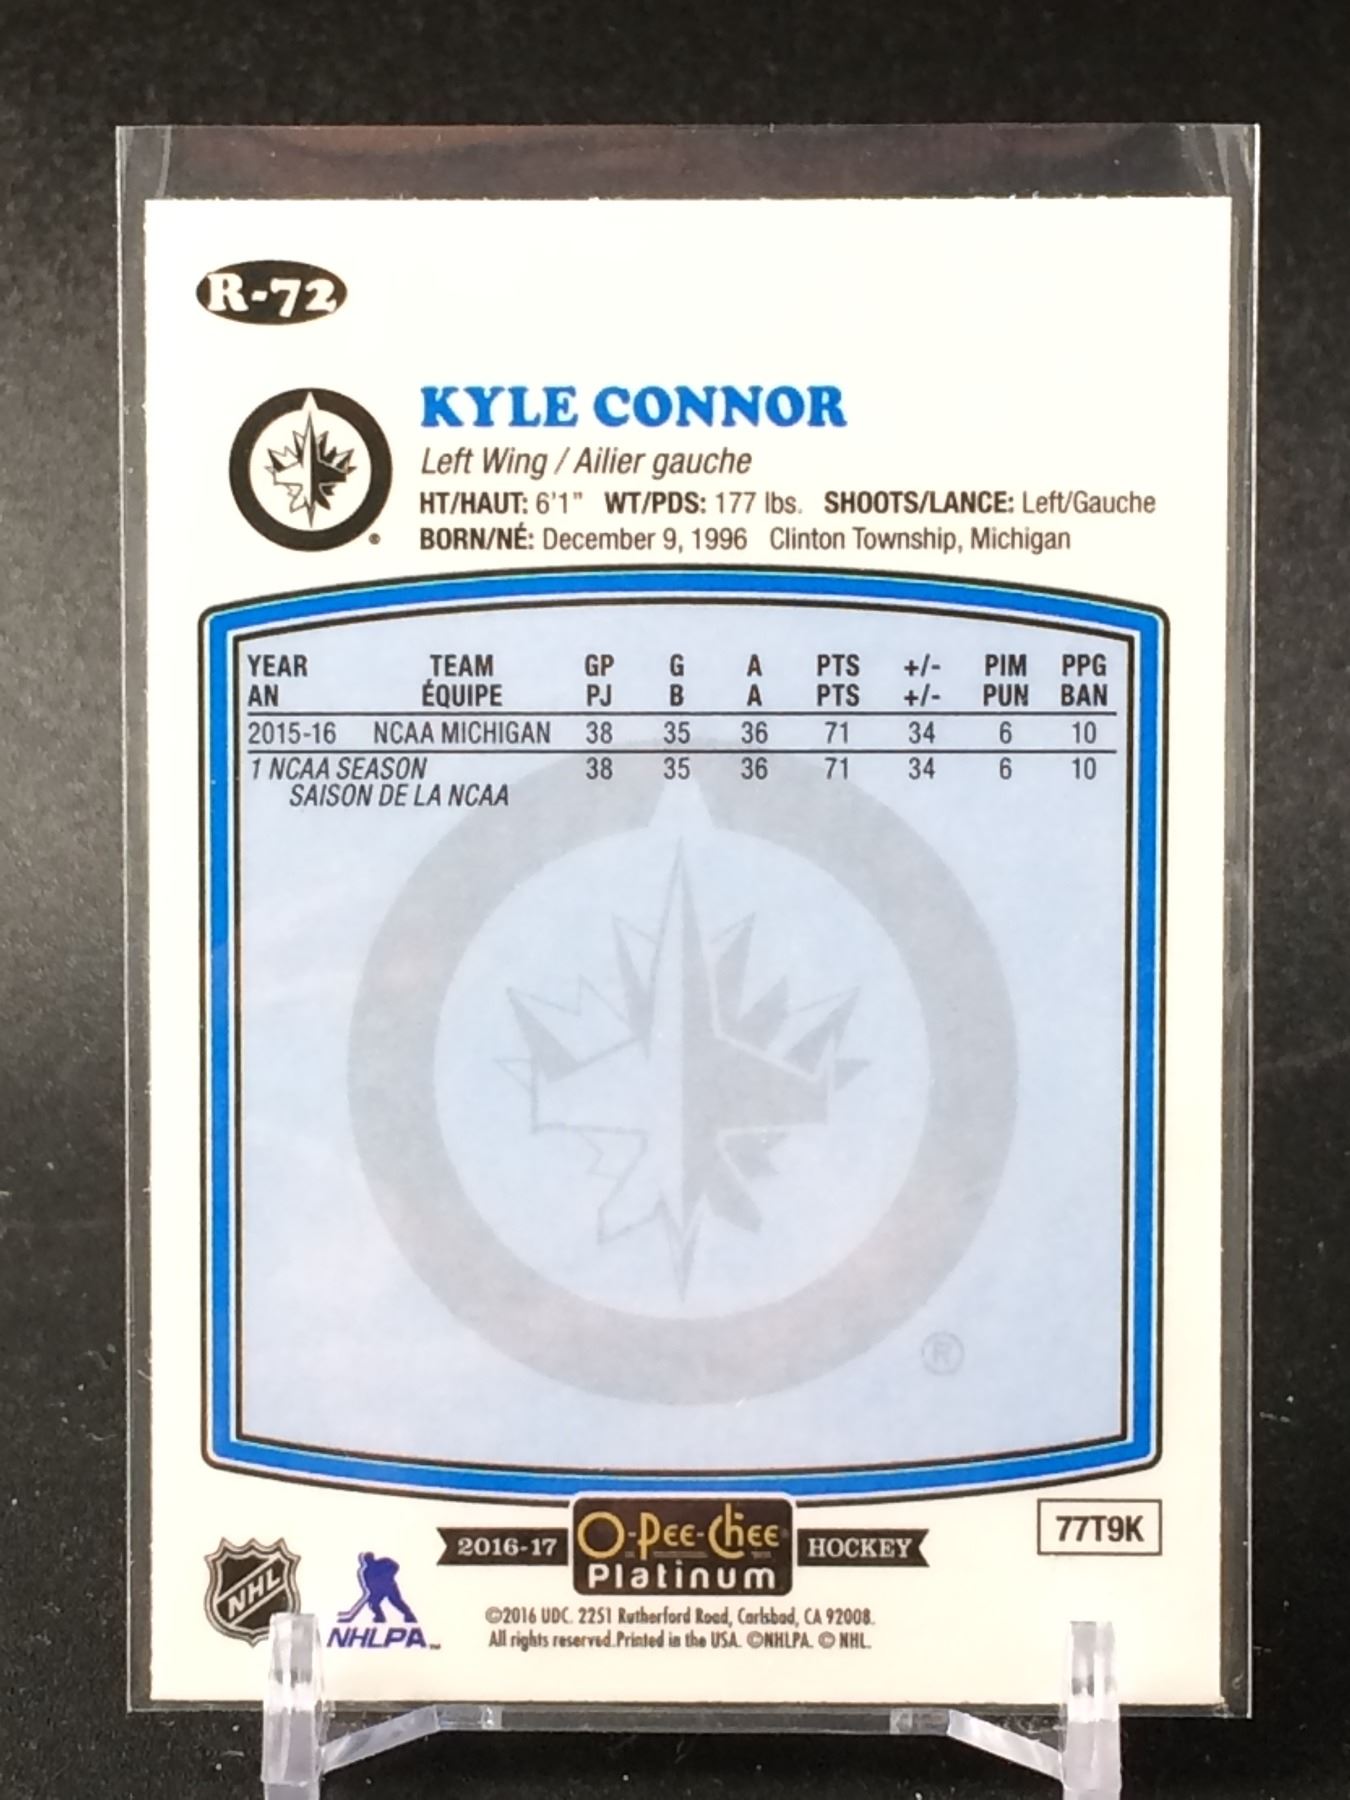 R-72
KYLE CONNOR
Left Wing / Ailier gauche
HT/HAUT: 6'1" WT/PDS: 177 lbs. SHOOTS/LANCE: Left/Gauche
BORN/NÉ: December 9, 1996 Clinton Township, Michigan
YEAR TEAM GP G A PTS +/- PIM PPG
AN ÉQUIPE PJ B A PTS +/- PUN BAN
2015-16 NCAA MICHIGAN 38 35 36 71 34 6 10
1 NCAA SEASON 38 35 36 71 34 6 10
SAISON DE LA NCAA
®
2016-17 O-Pee-Chee HOCKEY
Platinum
77T9K
NHL
NHLPA™
©2016 UDC. 2251 Rutherford Road, Carlsbad, CA 92008.
All rights reserved. Printed in the USA. ©NHLPA. © NHL.